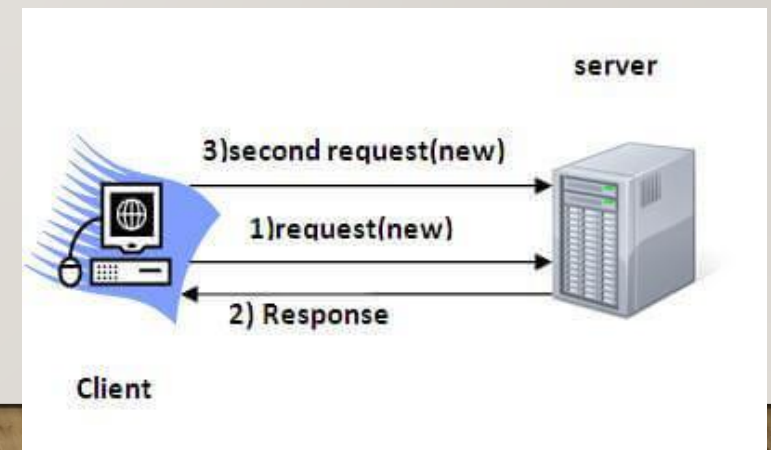 server
3)second request(new)
1)request(new)
2) Response
Client